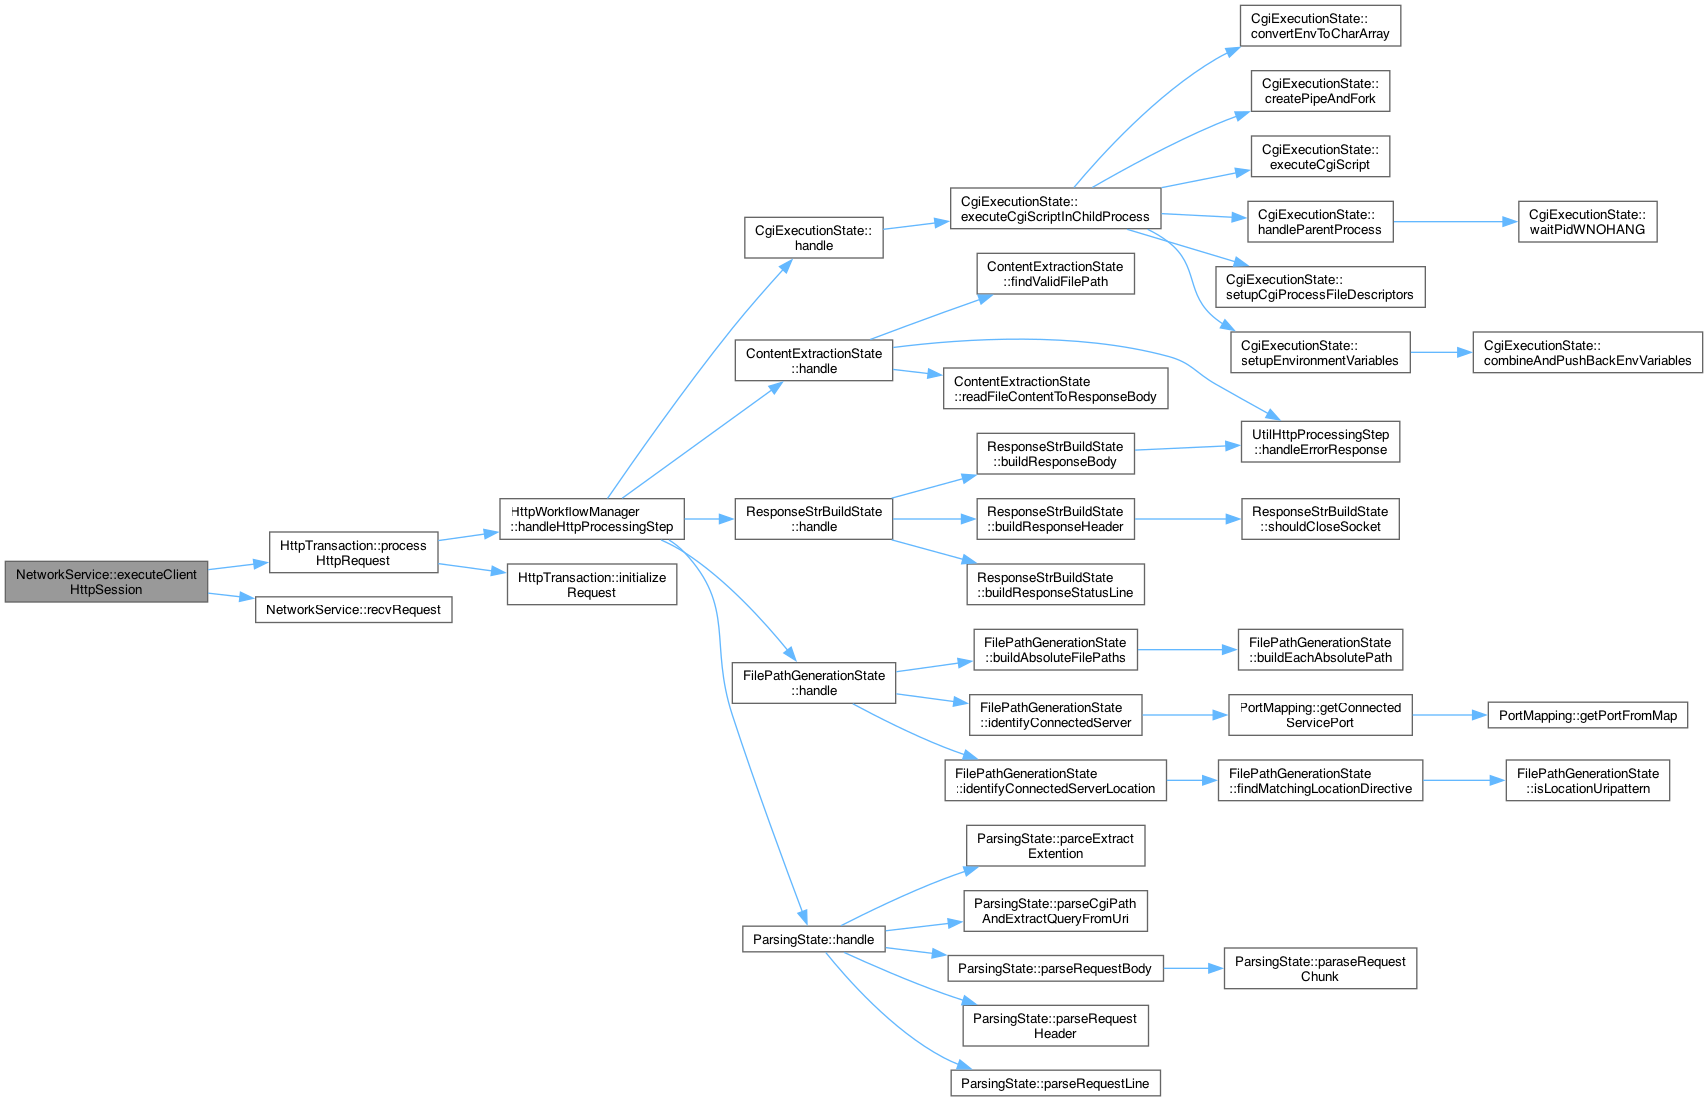 NetworkService::executeClient
HttpSession
HttpTransaction::process
HttpRequest
NetworkService::recvRequest
HttpWorkflowManager
::handleHttpProcessingStep
HttpTransaction::initialize
Request
CgiExecutionState::
handle
ContentExtractionState
::handle
ResponseStrBuildState
::handle
FilePathGenerationState
::handle
ParsingState::handle
CgiExecutionState::
executeCgiScriptInChildProcess
ContentExtractionState
::findValidFilePath
ContentExtractionState
::readFileContentToResponseBody
ResponseStrBuildState
::buildResponseBody
ResponseStrBuildState
::buildResponseHeader
ResponseStrBuildState
::buildResponseStatusLine
FilePathGenerationState
::buildAbsoluteFilePaths
FilePathGenerationState
::identifyConnectedServer
FilePathGenerationState
::identifyConnectedServerLocation
ParsingState::parceExtract
Extention
ParsingState::parseCgiPath
AndExtractQueryFromUri
ParsingState::parseRequestBody
ParsingState::parseRequest
Header
ParsingState::parseRequestLine
CgiExecutionState::
convertEnvToCharArray
CgiExecutionState::
createPipeAndFork
CgiExecutionState::
executeCgiScript
CgiExecutionState::
handleParentProcess
CgiExecutionState::
setupCgiProcessFileDescriptors
CgiExecutionState::
setupEnvironmentVariables
UtilHttpProcessingStep
::handleErrorResponse
ResponseStrBuildState
::shouldCloseSocket
FilePathGenerationState
::buildEachAbsolutePath
PortMapping::getConnected
ServicePort
FilePathGenerationState
::findMatchingLocationDirective
ParsingState::paraseRequest
Chunk
CgiExecutionState::
waitPidWNOHANG
CgiExecutionState::
combineAndPushBackEnvVariables
PortMapping::getPortFromMap
FilePathGenerationState
::isLocationUripattern